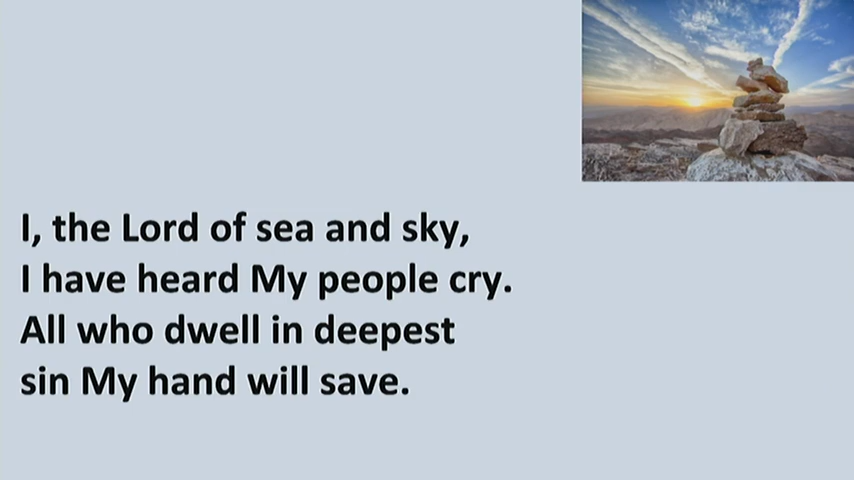 I, the Lord of sea and sky,
I have heard My people cry.
All who dwell in deepest
sin My hand will save.